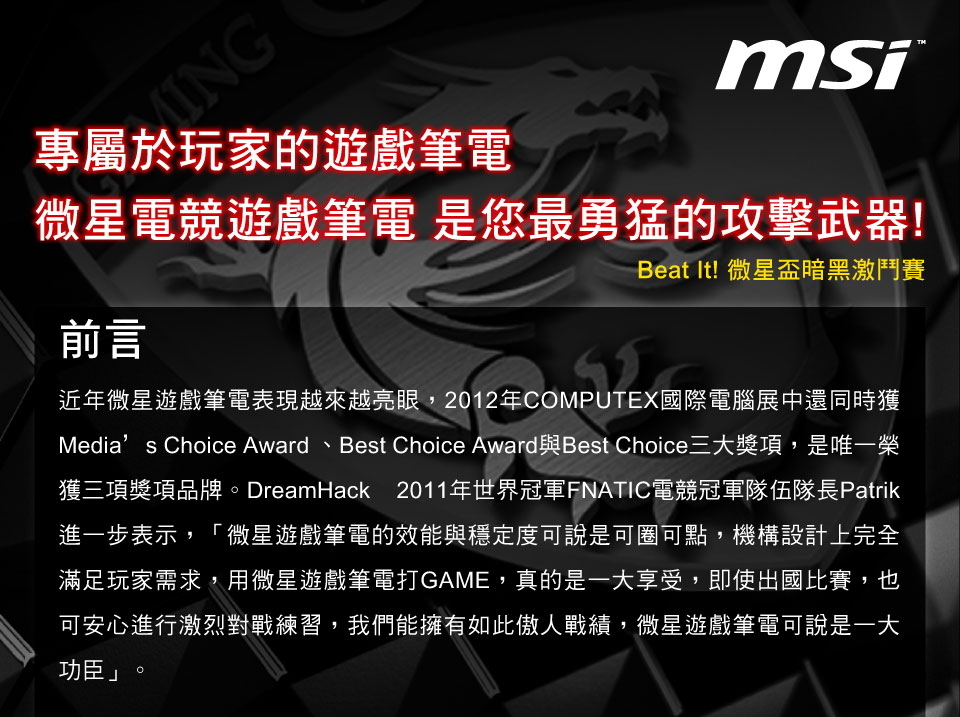 GAMING G
msi™
專屬於玩家的遊戲筆電
微星電競遊戲筆電 是您最勇猛的攻擊武器!
Beat It! 微星盃暗黑激鬥賽
前言
近年微星遊戲筆電表現越來越亮眼，2012年COMPUTEX國際電腦展中還同時獲
Media’s Choice Award 、Best Choice Award與Best Choice三大獎項，是唯一榮
獲三項獎項品牌。DreamHack　2011年世界冠軍FNATIC電競冠軍隊伍隊長Patrik
進一步表示，「微星遊戲筆電的效能與穩定度可說是可圈可點，機構設計上完全
滿足玩家需求，用微星遊戲筆電打GAME，真的是一大享受，即使出國比賽，也
可安心進行激烈對戰練習，我們能擁有如此傲人戰績，微星遊戲筆電可說是一大
功臣」。